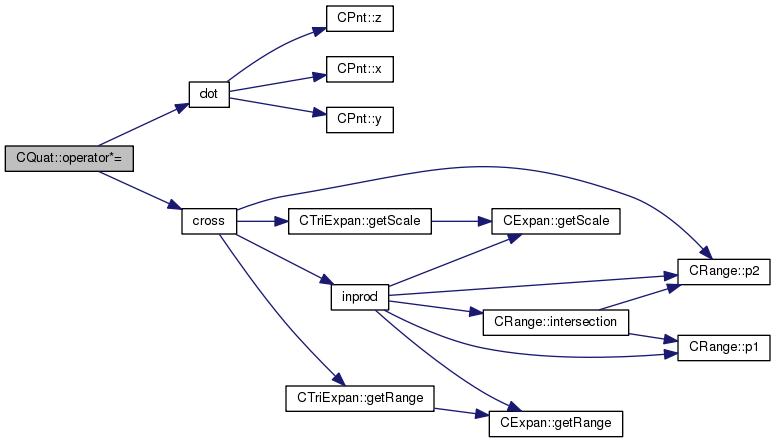 CPnt::z
CPnt::x
dot
CPnt::y
CQuat::operator*=
cross
CTriExpan::getScale
CExpan::getScale
CRange::p2
inprod
CRange::intersection
CRange::p1
CTriExpan::getRange
CExpan::getRange